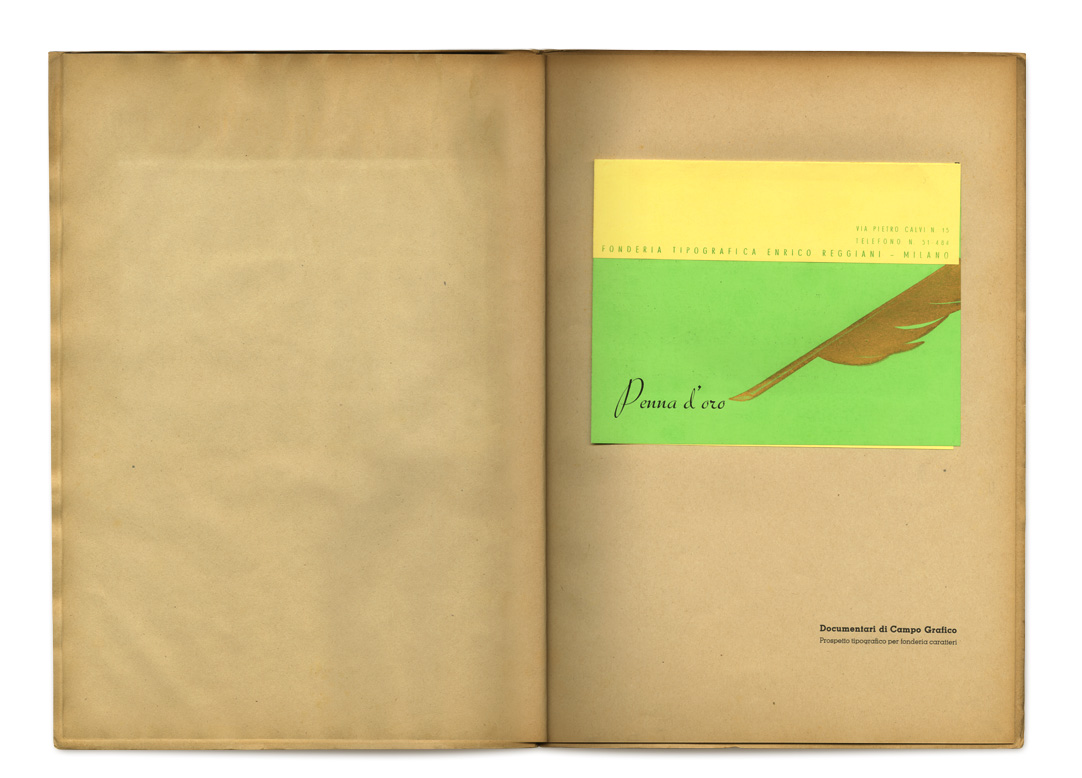 VIA PIETRO CALVI N. 15
TELEFONO N. 51-484
FONDERIA TIPOGRAFICA ENRICO REGGIANI - MILANO
Penna d'oro
Documentari di Campo Grafico
Prospetto tipografico per fonderia caratteri